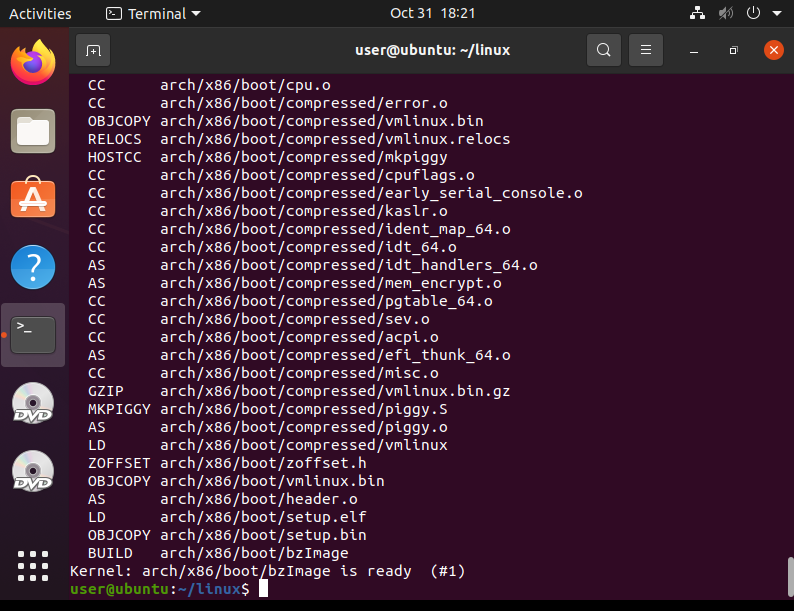 Activities Terminal Oct 31 18:21
user@ubuntu: ~/linux
CC arch/x86/boot/cpu.o
CC arch/x86/boot/compressed/error.o
OBJCOPY arch/x86/boot/compressed/vmlinux.bin
RELOCS arch/x86/boot/compressed/vmlinux.relocs
HOSTCC arch/x86/boot/compressed/mkpiggy
CC arch/x86/boot/compressed/cpuflags.o
CC arch/x86/boot/compressed/early_serial_console.o
CC arch/x86/boot/compressed/kaslr.o
CC arch/x86/boot/compressed/ident_map_64.o
CC arch/x86/boot/compressed/idt_64.o
AS arch/x86/boot/compressed/idt_handlers_64.o
AS arch/x86/boot/compressed/mem_encrypt.o
CC arch/x86/boot/compressed/pgtable_64.o
CC arch/x86/boot/compressed/sev.o
CC arch/x86/boot/compressed/acpi.o
AS arch/x86/boot/compressed/efi_thunk_64.o
CC arch/x86/boot/compressed/misc.o
GZIP arch/x86/boot/compressed/vmlinux.bin.gz
MKPIGGY arch/x86/boot/compressed/piggy.S
AS arch/x86/boot/compressed/piggy.o
LD arch/x86/boot/compressed/vmlinux
ZOFFSET arch/x86/boot/zoffset.h
OBJCOPY arch/x86/boot/vmlinux.bin
AS arch/x86/boot/header.o
LD arch/x86/boot/setup.elf
OBJCOPY arch/x86/boot/setup.bin
BUILD arch/x86/boot/bzImage
Kernel: arch/x86/boot/bzImage is ready (#1)
user@ubuntu:~/linux$
DVD
DVD